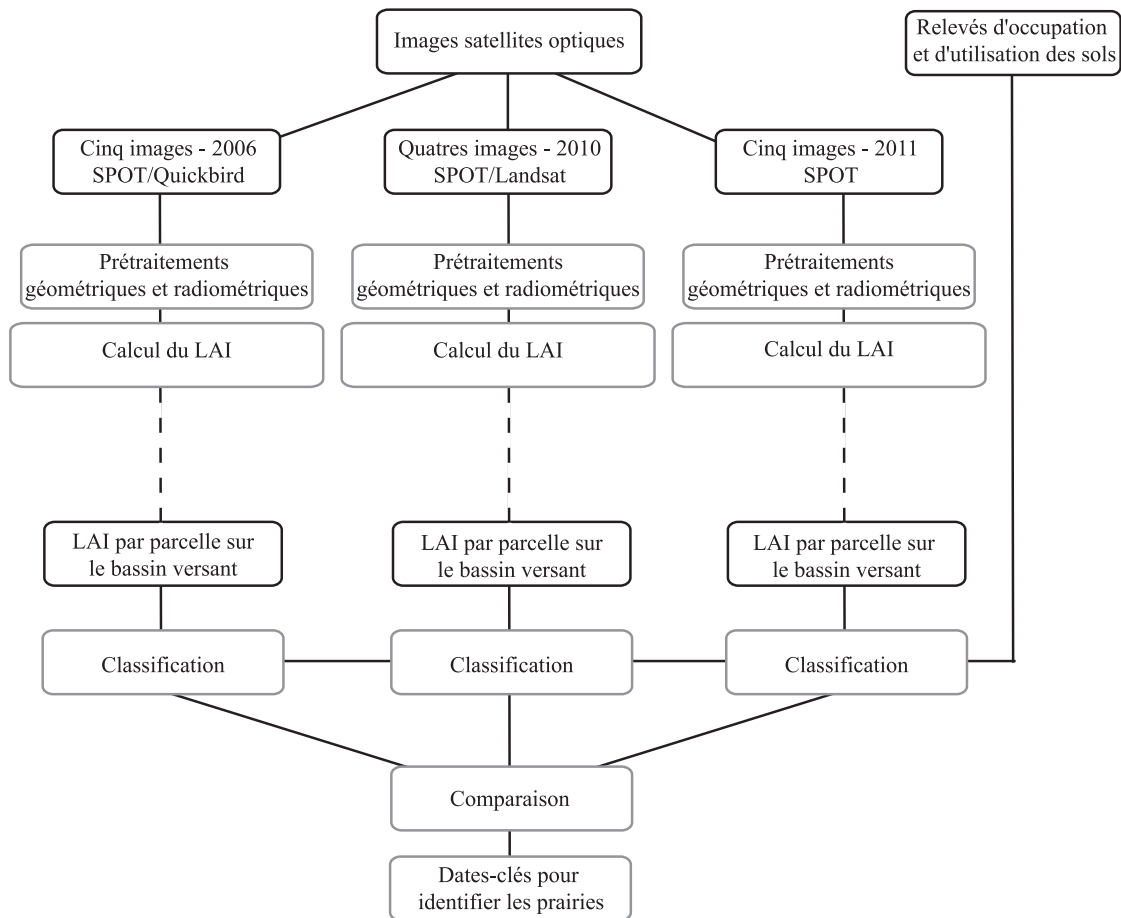 Images satellites optiques
Relevés d'occupation
et d'utilisation des sols
Cinq images - 2006
SPOT/Quickbird
Quatres images - 2010
SPOT/Landsat
Cinq images - 2011
SPOT
Prétraitements
géométriques et radiométriques
Prétraitements
géométriques et radiométriques
Prétraitements
géométriques et radiométriques
Calcul du LAI
Calcul du LAI
Calcul du LAI
LAI par parcelle sur
le bassin versant
LAI par parcelle sur
le bassin versant
LAI par parcelle sur
le bassin versant
Classification
Classification
Classification
Comparaison
Dates-clés pour
identifier les prairies